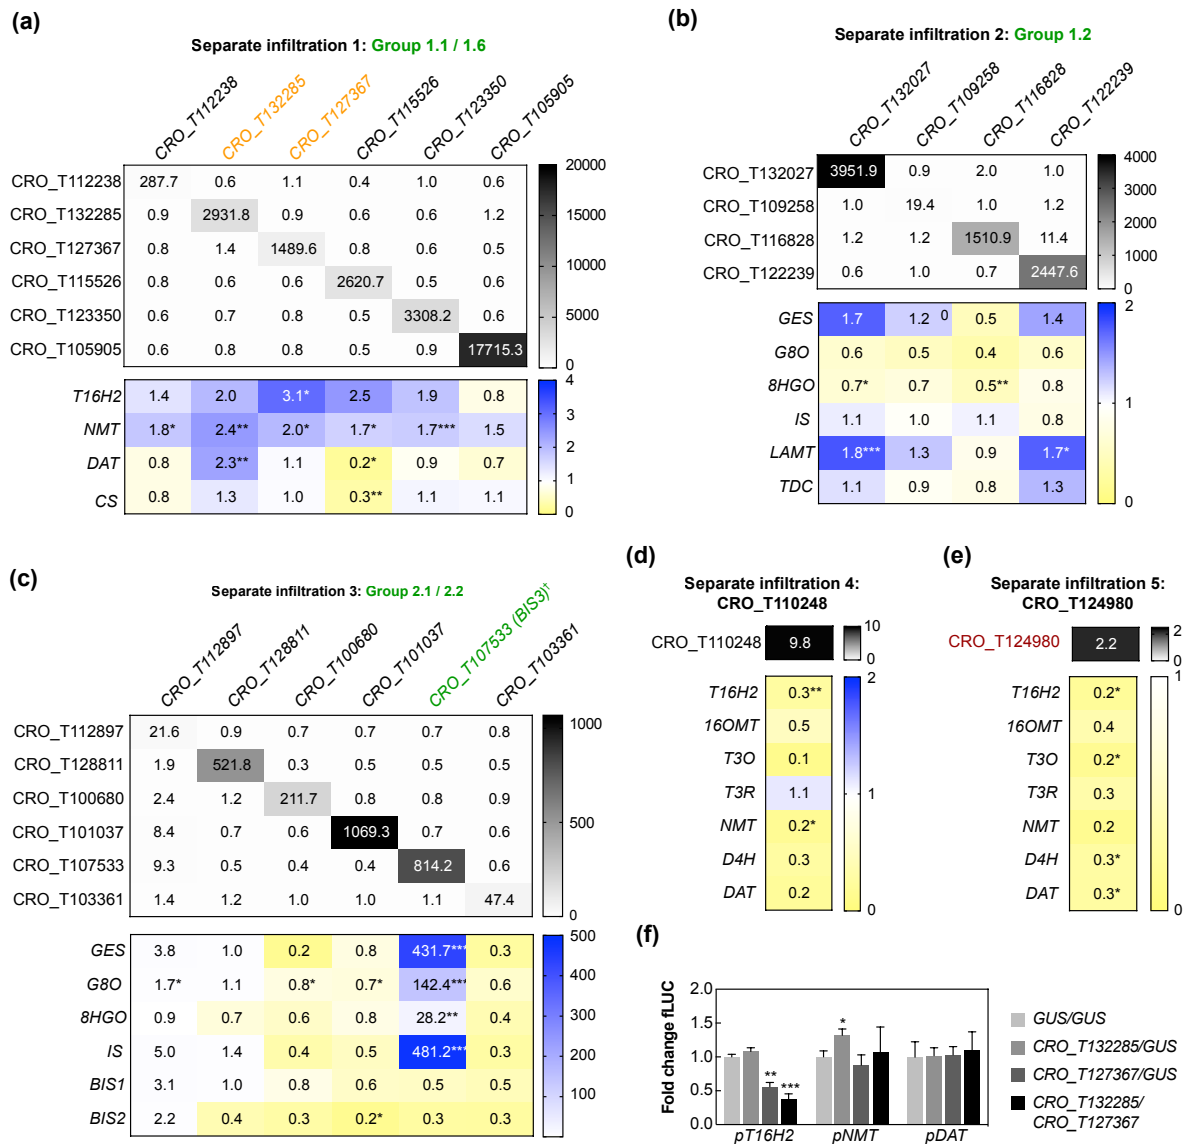 (a)
Separate infiltration 1: Group 1.1 / 1.6
CRO_T112238 CRO_T132285 CRO_T127367 CRO_T115526 CRO_T123350 CRO_T105905
CRO_T112238 287.7 0.6 1.1 0.4 1.0 0.6
CRO_T132285 0.9 2931.8 0.9 0.6 0.6 1.2
CRO_T127367 0.8 1.4 1489.6 0.8 0.6 0.5
CRO_T115526 0.8 0.6 0.6 2620.7 0.5 0.6
CRO_T123350 0.6 0.7 0.8 0.5 3308.2 0.6
CRO_T105905 0.6 0.8 0.8 0.5 0.9 17715.3
20000
15000
10000
5000
0
T16H2 1.4 2.0 3.1* 2.5 1.9 0.8
NMT 1.8* 2.4** 2.0* 1.7* 1.7*** 1.5
DAT 0.8 2.3** 1.1 0.2* 0.9 0.7
CS 0.8 1.3 1.0 0.3** 1.1 1.1
4
3
2
1
0
(b)
Separate infiltration 2: Group 1.2
CRO_T132027 CRO_T109258 CRO_T116828 CRO_T122239
CRO_T132027 3951.9 0.9 2.0 1.0
CRO_T109258 1.0 19.4 1.0 1.2
CRO_T116828 1.2 1.2 1510.9 11.4
CRO_T122239 0.6 1.0 0.7 2447.6
4000
3000
2000
1000
0
GES 1.7 1.2 0 0.5 1.4
G8O 0.6 0.5 0.4 0.6
8HGO 0.7* 0.7 0.5** 0.8
IS 1.1 1.0 1.1 0.8
LAMT 1.8*** 1.3 0.9 1.7*
TDC 1.1 0.9 0.8 1.3
2
1
0
(c)
Separate infiltration 3: Group 2.1 / 2.2
CRO_T112897 CRO_T128811 CRO_T100680 CRO_T101037 CRO_T107533 (BIS3)† CRO_T103361
CRO_T112897 21.6 0.9 0.7 0.7 0.7 0.8
CRO_T128811 1.9 521.8 0.3 0.5 0.5 0.5
CRO_T100680 2.4 1.2 211.7 0.8 0.8 0.9
CRO_T101037 8.4 0.7 0.6 1069.3 0.7 0.6
CRO_T107533 9.3 0.5 0.4 0.4 814.2 0.6
CRO_T103361 1.4 1.2 1.0 1.0 1.1 47.4
1000
500
0
GES 3.8 1.0 0.2 0.8 431.7*** 0.3
G8O 1.7* 1.1 0.8* 0.7* 142.4*** 0.6
8HGO 0.9 0.7 0.6 0.8 28.2** 0.4
IS 5.0 1.4 0.4 0.5 481.2*** 0.3
BIS1 3.1 1.0 0.8 0.6 0.5 0.5
BIS2 2.2 0.4 0.3 0.2* 0.3 0.3
500
400
300
200
100
0
(d)
Separate infiltration 4:
CRO_T110248
CRO_T110248 9.8
10
5
0
T16H2 0.3**
16OMT 0.5
T3O 0.1
T3R 1.1
NMT 0.2*
D4H 0.3
DAT 0.2
2
1
0
(e)
Separate infiltration 5:
CRO_T124980
CRO_T124980 2.2
2
1
0
T16H2 0.2*
16OMT 0.4
T3O 0.2*
T3R 0.3
NMT 0.2
D4H 0.3*
DAT 0.3*
1
0
(f)
Fold change fLUC
2.0
1.5
1.0
0.5
0.0
** *** *
pT16H2 pNMT pDAT
GUS/GUS
CRO_T132285/GUS
CRO_T127367/GUS
CRO_T132285/
CRO_T127367